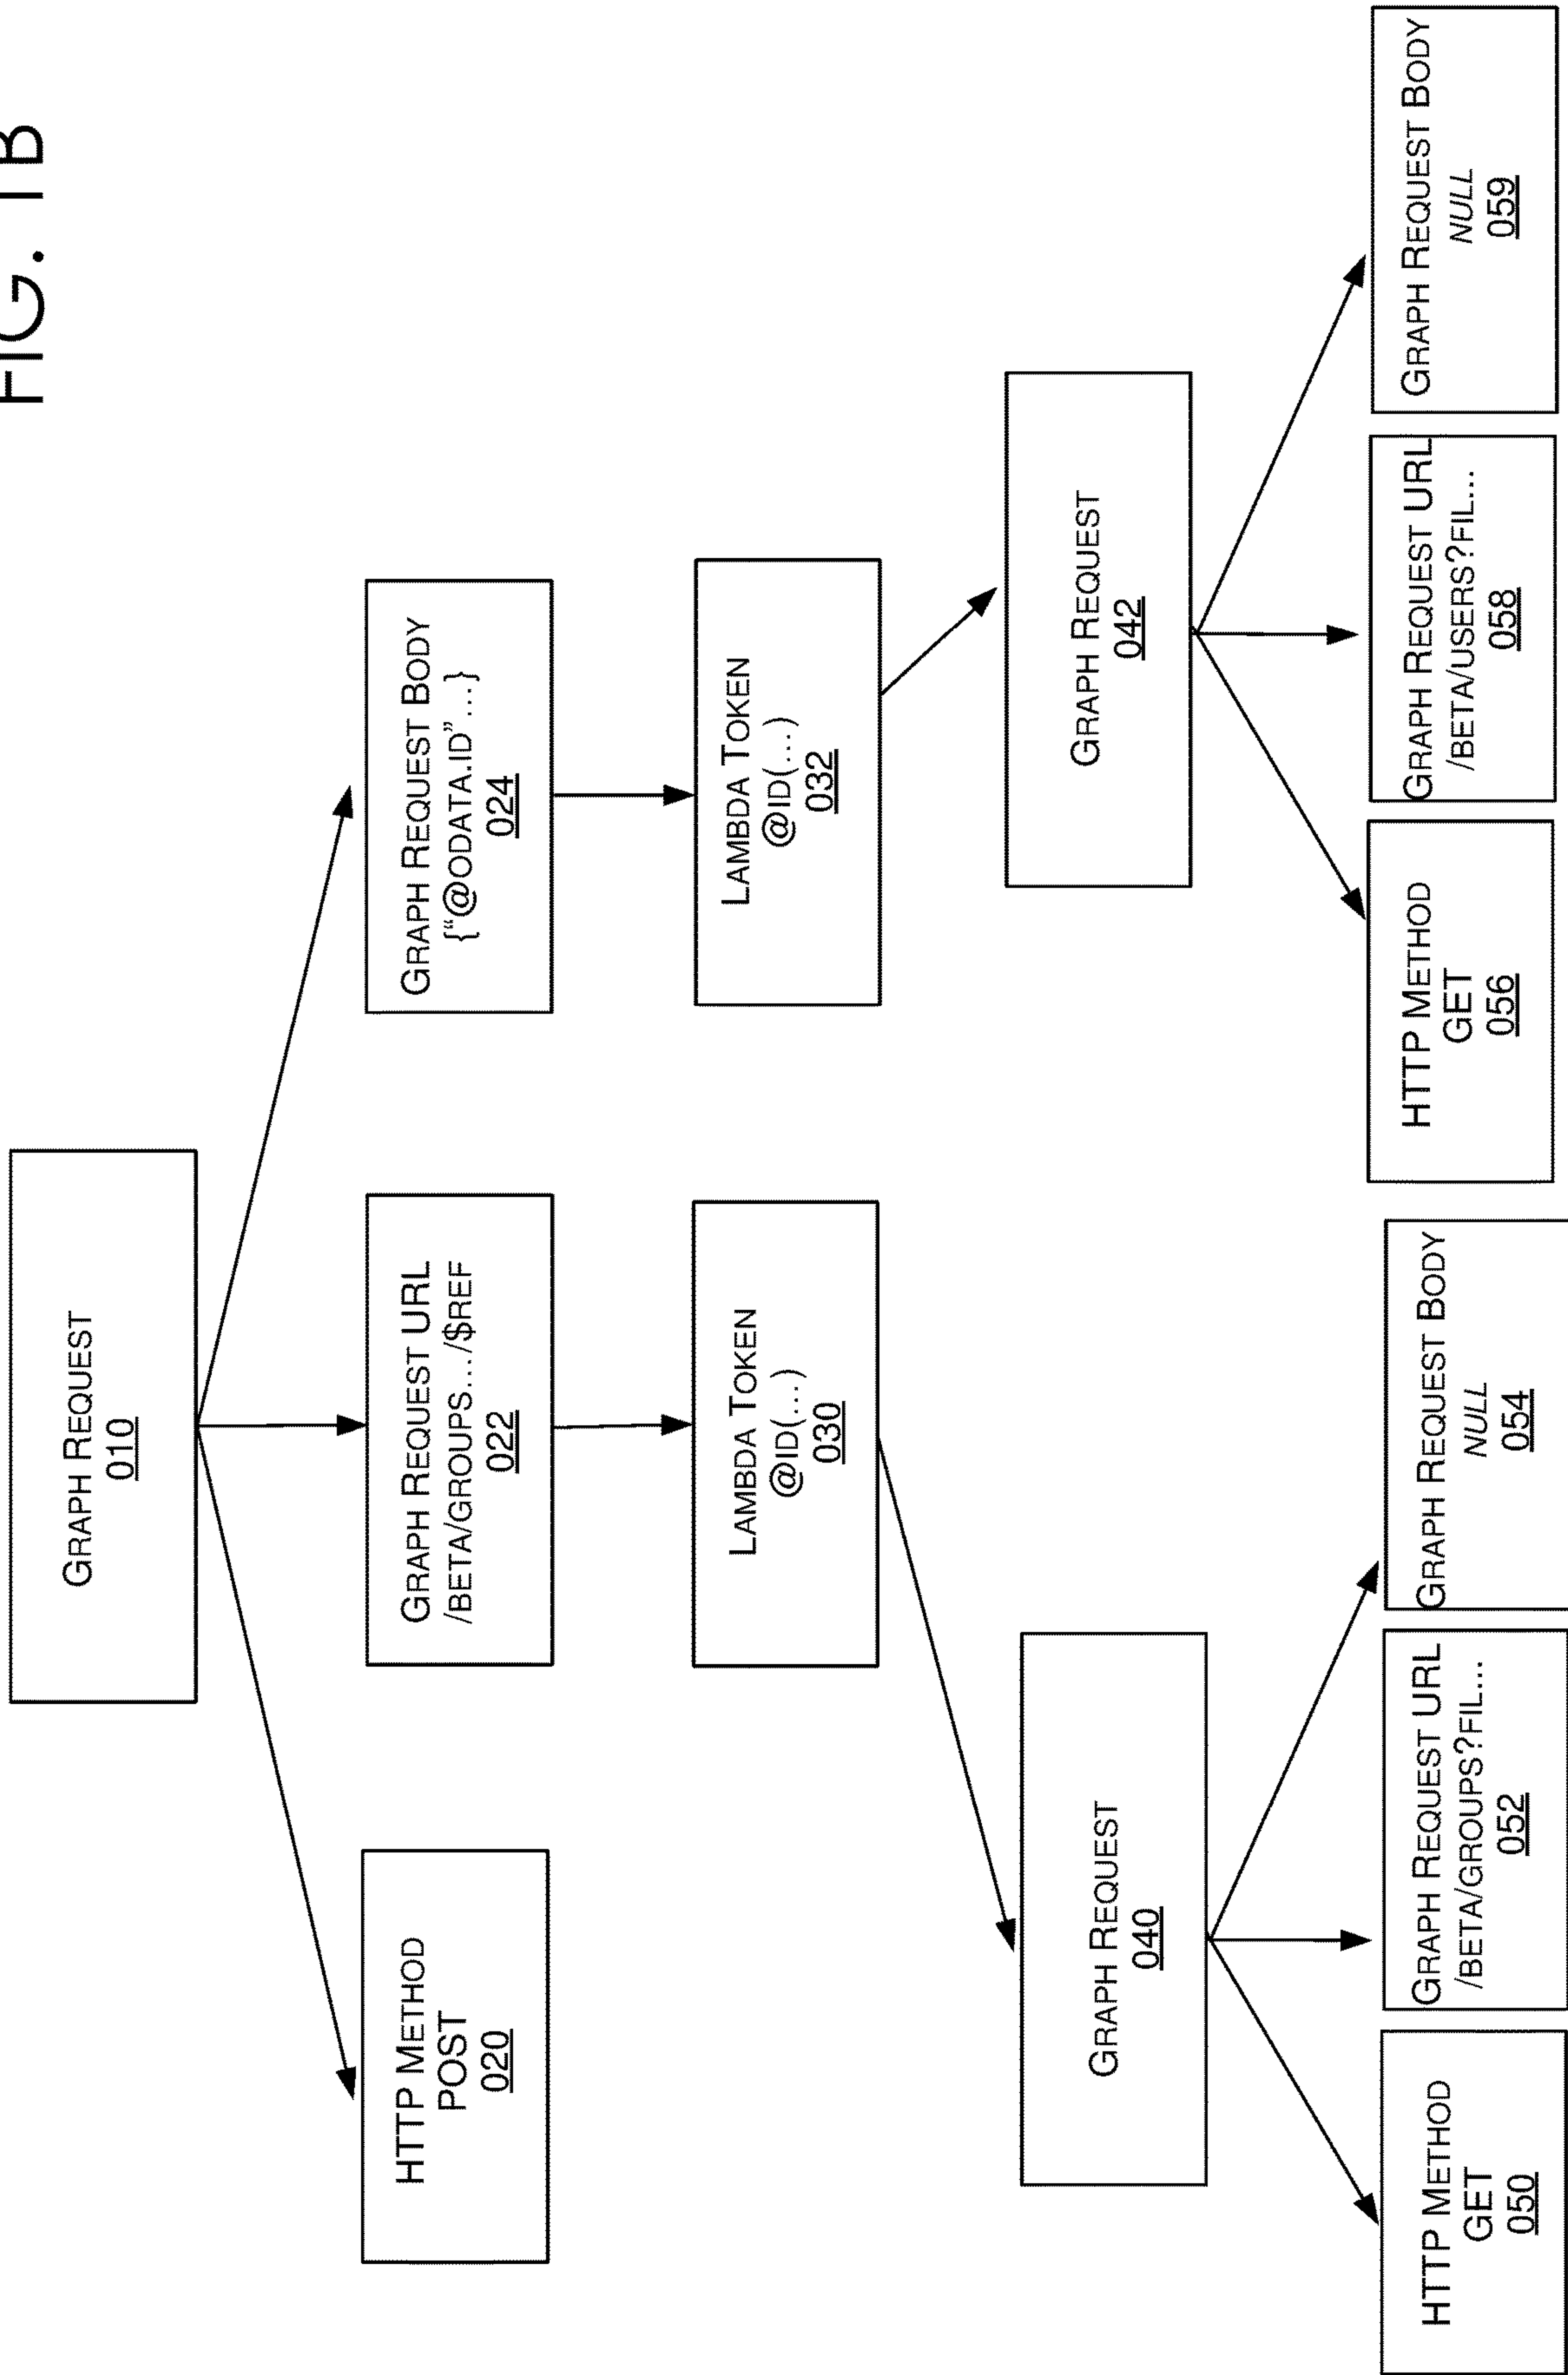 FIG. 1B
GRAPH REQUEST
010
HTTP METHOD
POST
020
GRAPH REQUEST URL
/BETA/GROUPS.../$REF
022
GRAPH REQUEST BODY
{“@ODATA.ID”...}
024
LAMBDA TOKEN
@ID(...)
030
LAMBDA TOKEN
@ID(...)
032
GRAPH REQUEST
040
GRAPH REQUEST
042
HTTP METHOD
GET
050
GRAPH REQUEST URL
/BETA/GROUPS?FIL...
052
GRAPH REQUEST BODY
NULL
054
HTTP METHOD
GET
056
GRAPH REQUEST URL
/BETA/USERS?FIL...
058
GRAPH REQUEST BODY
NULL
059